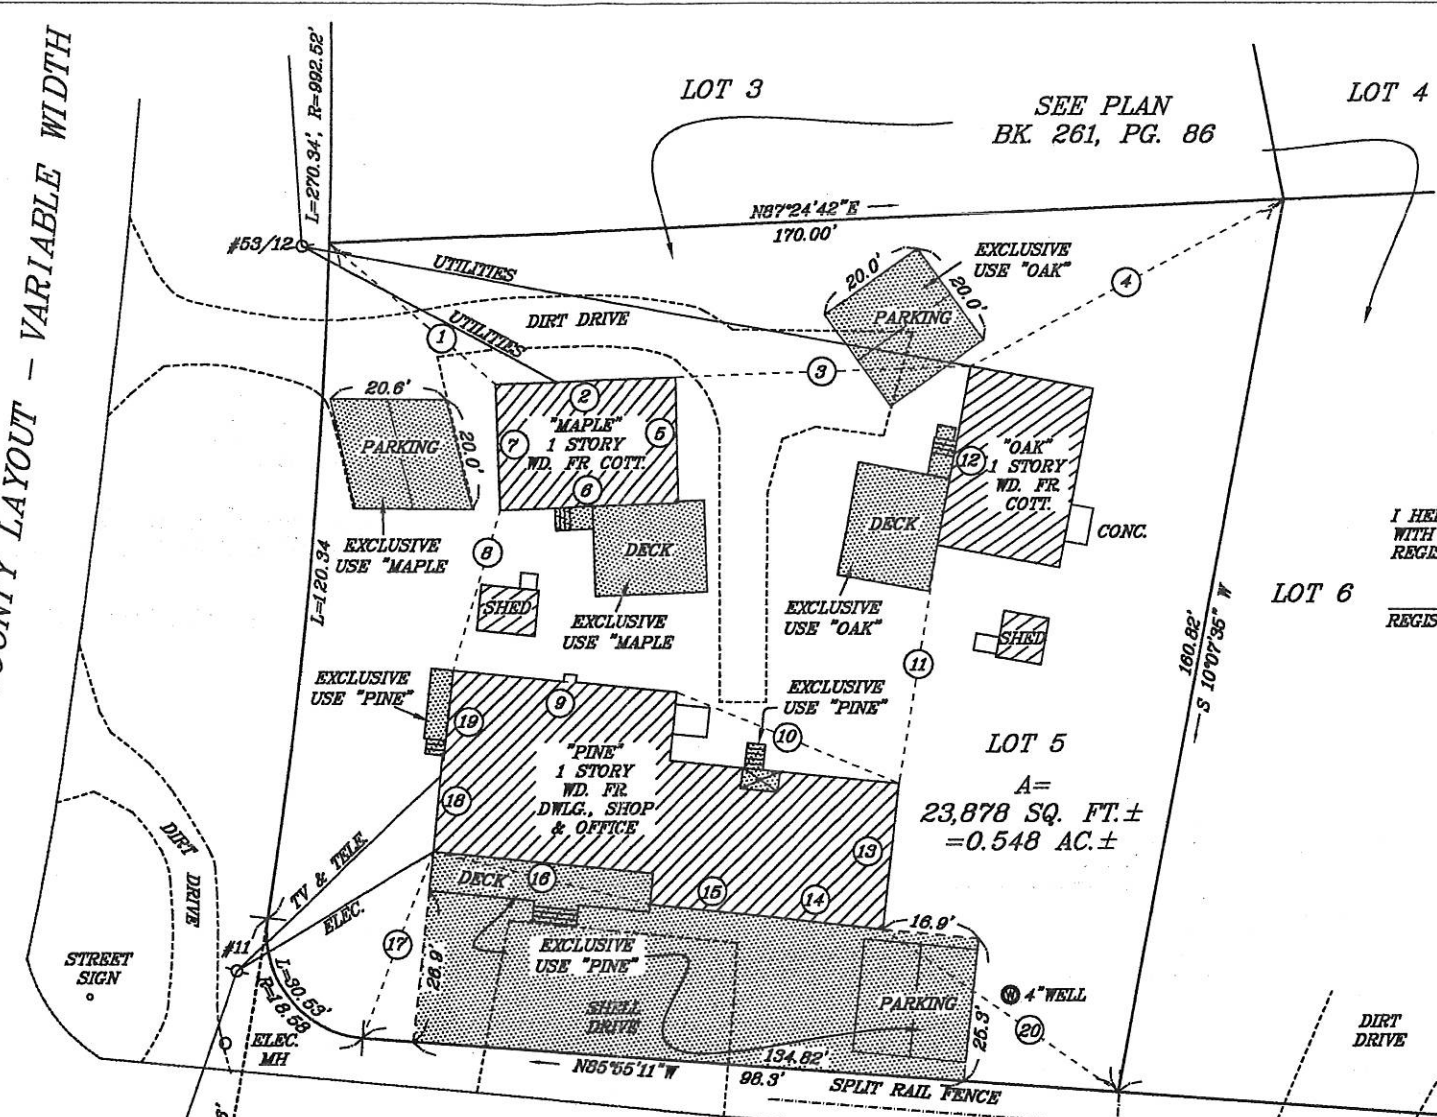 OUNTY LAYOUT - VARIABLE WIDTH
L=270.34', R=992.52'
LOT 3
SEE PLAN
BK. 261, PG. 86
LOT 4
N87°24'42"E
170.00'
#53/12
UTILITIES
UTILITIES
DIRT DRIVE
20.0'
20.0'
EXCLUSIVE
USE "OAK"
PARKING
1
2
3
4
20.6'
20.0'
PARKING
EXCLUSIVE
USE "MAPLE
"MAPLE"
1 STORY
WD. FR COTT.
5
6
7
8
DECK
EXCLUSIVE
USE "MAPLE
SHED
L=120.34
12
"OAK"
1 STORY
WD. FR.
COTT.
CONC.
DECK
EXCLUSIVE
USE "OAK"
11
SHED
I HE
WITH
REGIS
REGIS
LOT 6
160.82'
S 10°07'35" W
EXCLUSIVE
USE "PINE"
19
9
EXCLUSIVE
USE "PINE"
10
"PINE"
1 STORY
WD. FR.
DWLG., SHOP
& OFFICE
18
13
14
15
LOT 5
A=
23,878 SQ. FT.±
=0.548 AC.±
DIRT
DRIVE
TV & TELE.
ELEC.
DECK
16
17
26.9'
EXCLUSIVE
USE "PINE"
SHELL
DRIVE
16.9'
PARKING
25.3'
4" WELL
20
STREET
SIGN
#11
L=30.53'
R=18.58
ELEC.
MH
N85°55'11"W
134.82'
98.3'
SPLIT RAIL FENCE
DIRT
DRIVE
3'